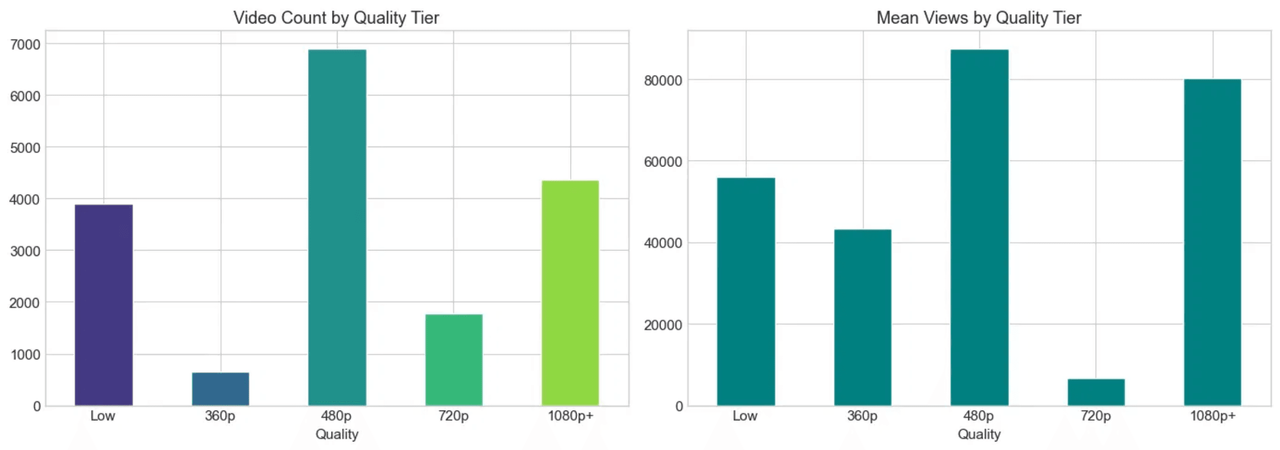 Video Count by Quality Tier
7000
6000
5000
4000
3000
2000
1000
0
Low 360p 480p 720p 1080p+
Quality
Mean Views by Quality Tier
80000
60000
40000
20000
0
Low 360p 480p 720p 1080p+
Quality